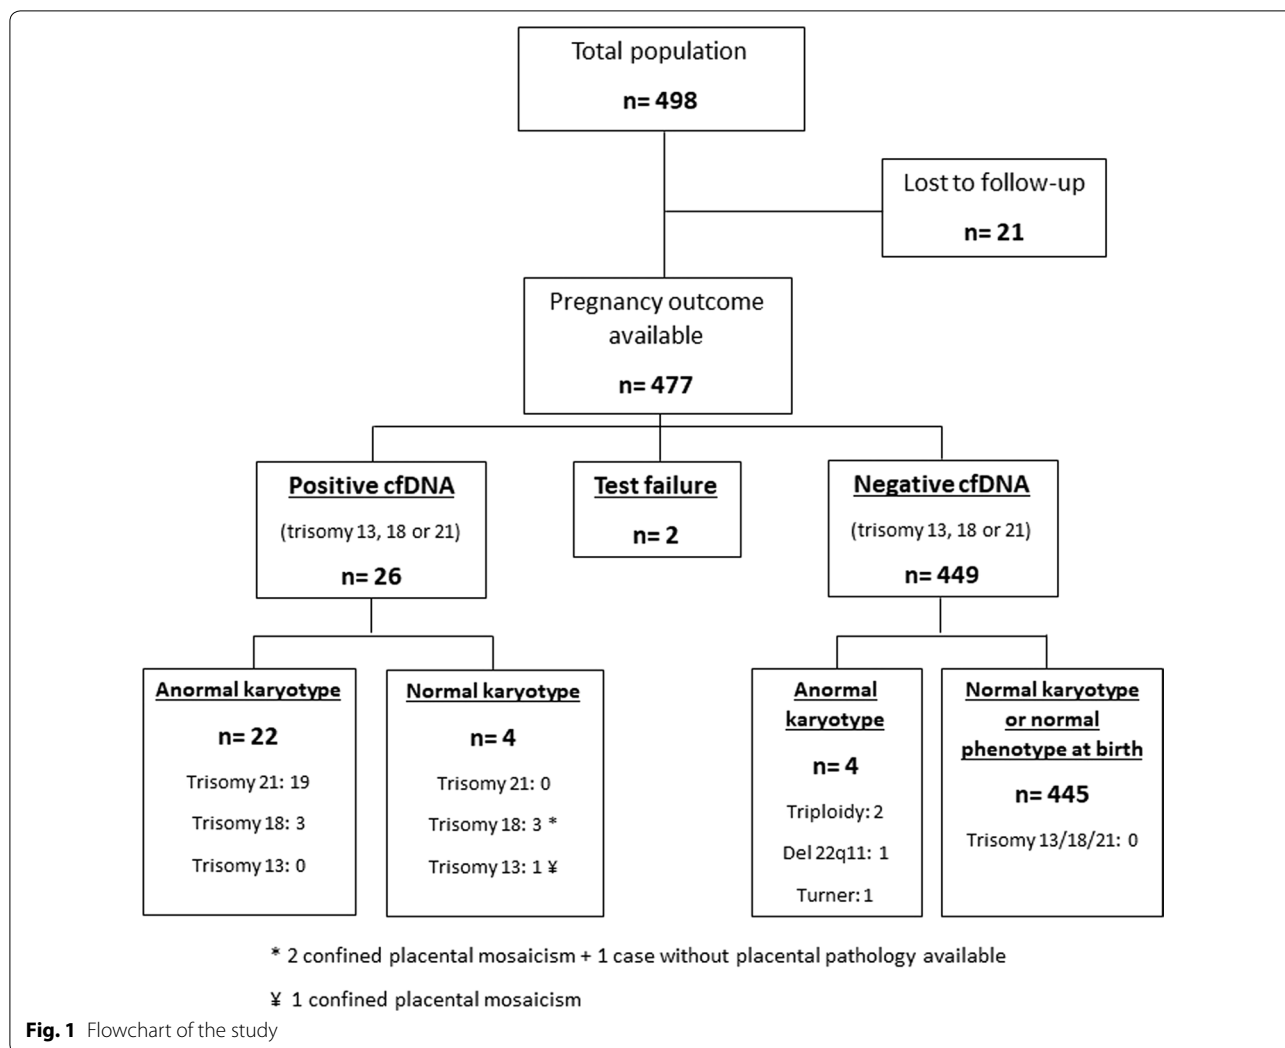 Total population
n= 498
Lost to follow-up
n= 21
Pregnancy outcome
available
n= 477
Positive cfDNA
(trisomy 13, 18 or 21)
n= 26
Test failure
n= 2
Negative cfDNA
(trisomy 13, 18 or 21)
n= 449
Anormal karyotype
n= 22
Trisomy 21: 19
Trisomy 18: 3
Trisomy 13: 0
Normal karyotype
n= 4
Trisomy 21: 0
Trisomy 18: 3 *
Trisomy 13: 1 ¥
Anormal
karyotype
n= 4
Triploidy: 2
Del 22q11: 1
Turner: 1
Normal karyotype
or normal
phenotype at birth
n= 445
Trisomy 13/18/21: 0
* 2 confined placental mosaicism + 1 case without placental pathology available
¥ 1 confined placental mosaicism
Fig. 1 Flowchart of the study